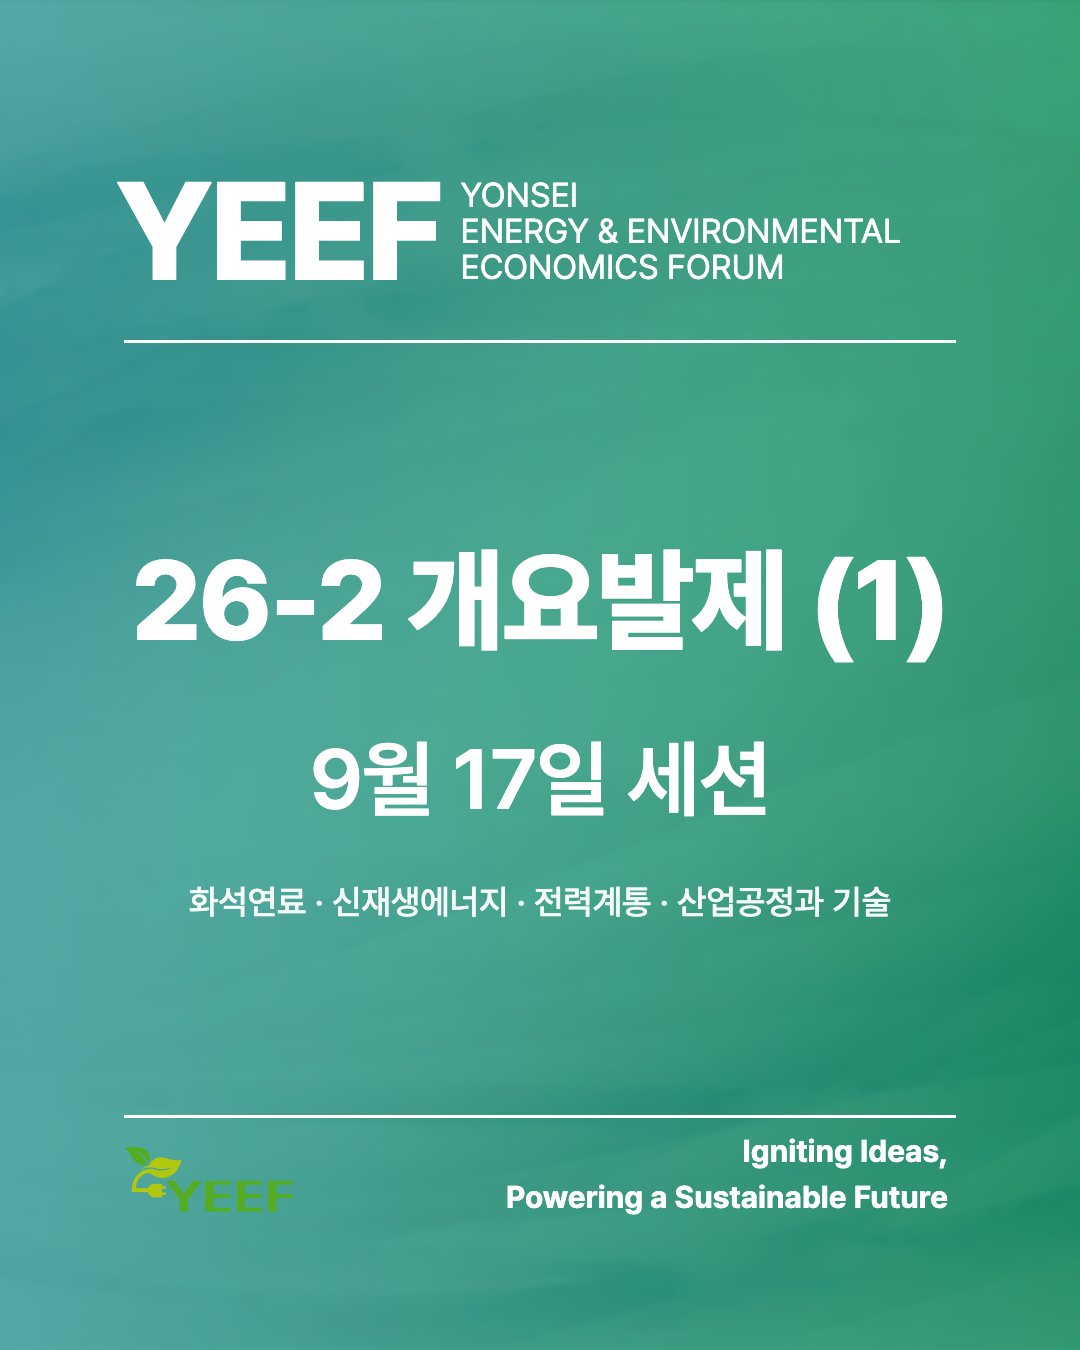 YEEF
YONSEI
ENERGY & ENVIRONMENTAL
ECONOMICS FORUM
26-2 개요발제 (1)
9월 17일 세션
화석연료 · 신재생에너지 · 전력계통 · 산업공정과 기술
YEEF
Igniting Ideas,
Powering a Sustainable Future